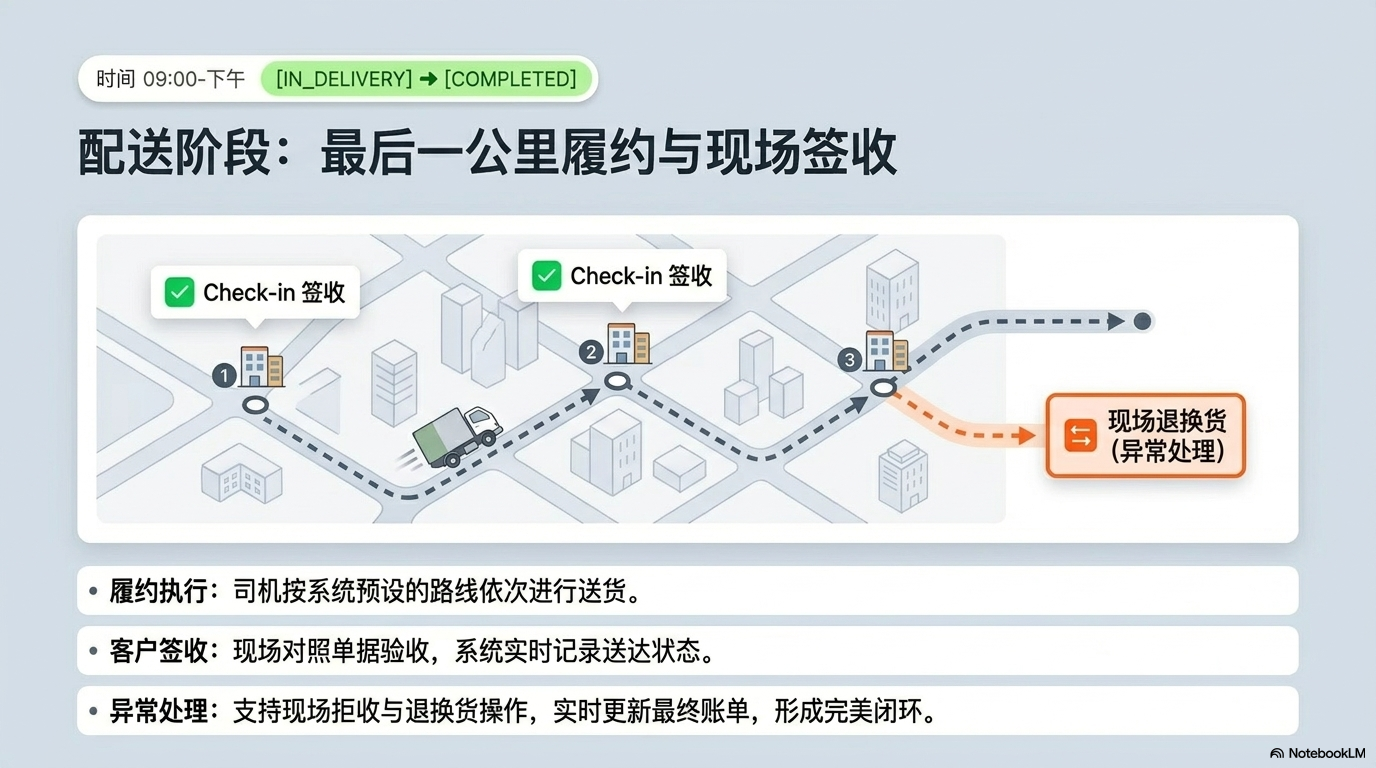 时间 09:00-下午 [IN_DELIVERY] ➜ [COMPLETED]
配送阶段：最后一公里履约与现场签收
Check-in 签收
Check-in 签收
1
2
3
现场退换货
（异常处理）
• 履约执行：司机按系统预设的路线依次进行送货。
• 客户签收：现场对照单据验收，系统实时记录送达状态。
• 异常处理：支持现场拒收与退换货操作，实时更新最终账单，形成完美闭环。
NotebookLM